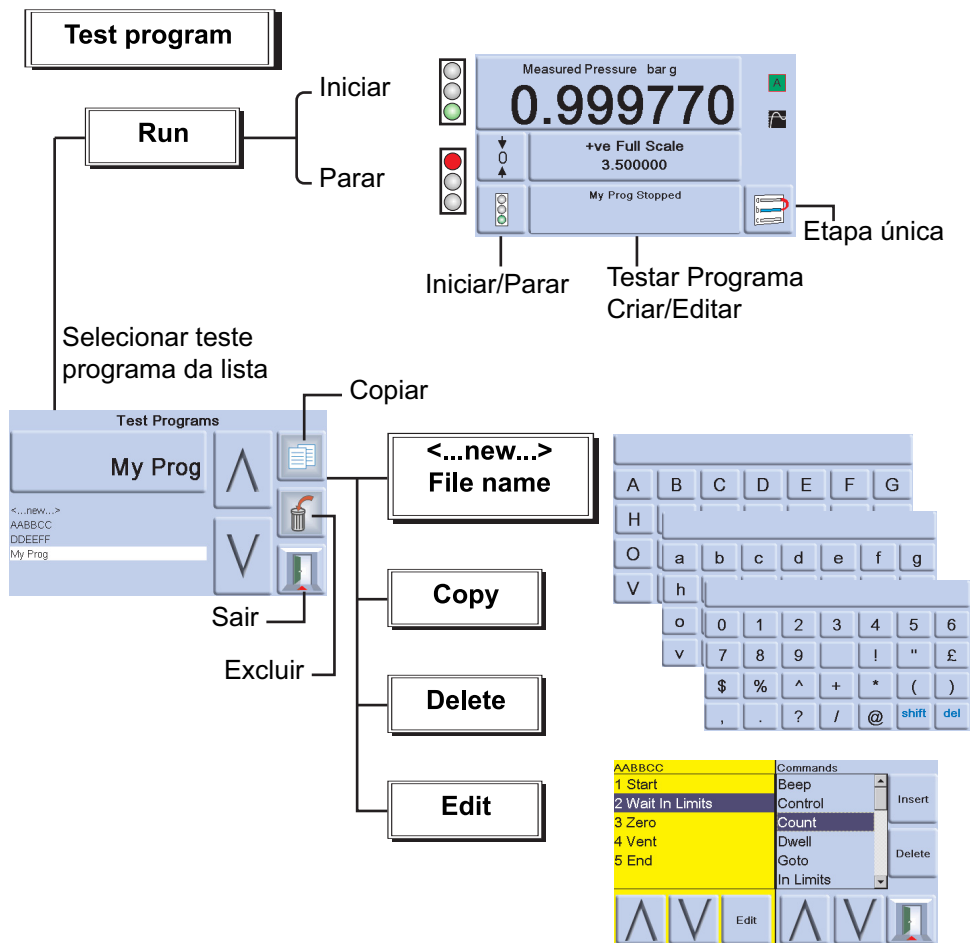 Test program
Run
Iniciar
Parar
Measured Pressure bar g
0.999770
A
0
+ve Full Scale
3.500000
My Prog Stopped
Etapa única
Iniciar/Parar
Testar Programa
Criar/Editar
Selecionar teste
programa da lista
Copiar
Test Programs
My Prog
<...new...>
AABBCC
DDEEFF
My Prog
Sair
Excluir
<...new...>
File name
Copy
Delete
Edit
A B C D E F G
H
O
V
a b c d e f g
h
o
v
0 1 2 3 4 5 6
7 8 9 ! " £
$ % ^ + * ( )
, . ? / @ shift del
AABBCC
1 Start
2 Wait In Limits
3 Zero
4 Vent
5 End
Edit
Commands
Beep
Control
Count
Dwell
Goto
In Limits
Insert
Delete